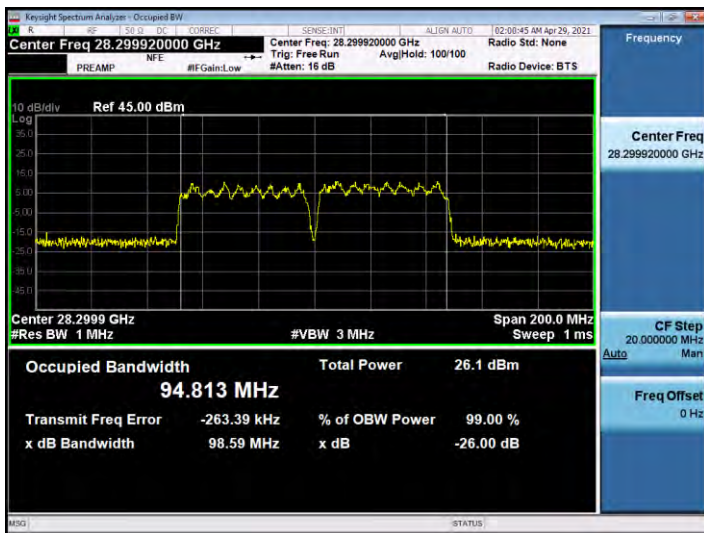 Keysight Spectrum Analyzer - Occupied BW
R RF 50 Ω DC CORREC SENSE:INT ALIGN AUTO 02:00:45 AM Apr 29, 2021
Center Freq 28.299920000 GHz
Center Freq: 28.299920000 GHz
Radio Std: None
Frequency
NFE
Trig: Free Run Avg|Hold: 100/100
PREAMP #IFGain:Low #Atten: 16 dB Radio Device: BTS
10 dB/div Ref 45.00 dBm
Log
35.0
25.0
15.0
5.00
-5.00
-15.0
-25.0
-35.0
-45.0
Center Freq
28.299920000 GHz
Center 28.2999 GHz Span 200.0 MHz
#Res BW 1 MHz #VBW 3 MHz Sweep 1 ms
CF Step
20.000000 MHz
Auto Man
Occupied Bandwidth Total Power 26.1 dBm
94.813 MHz
Transmit Freq Error -263.39 kHz % of OBW Power 99.00 %
x dB Bandwidth 98.59 MHz x dB -26.00 dB
Freq Offset
0 Hz
MSG STATUS